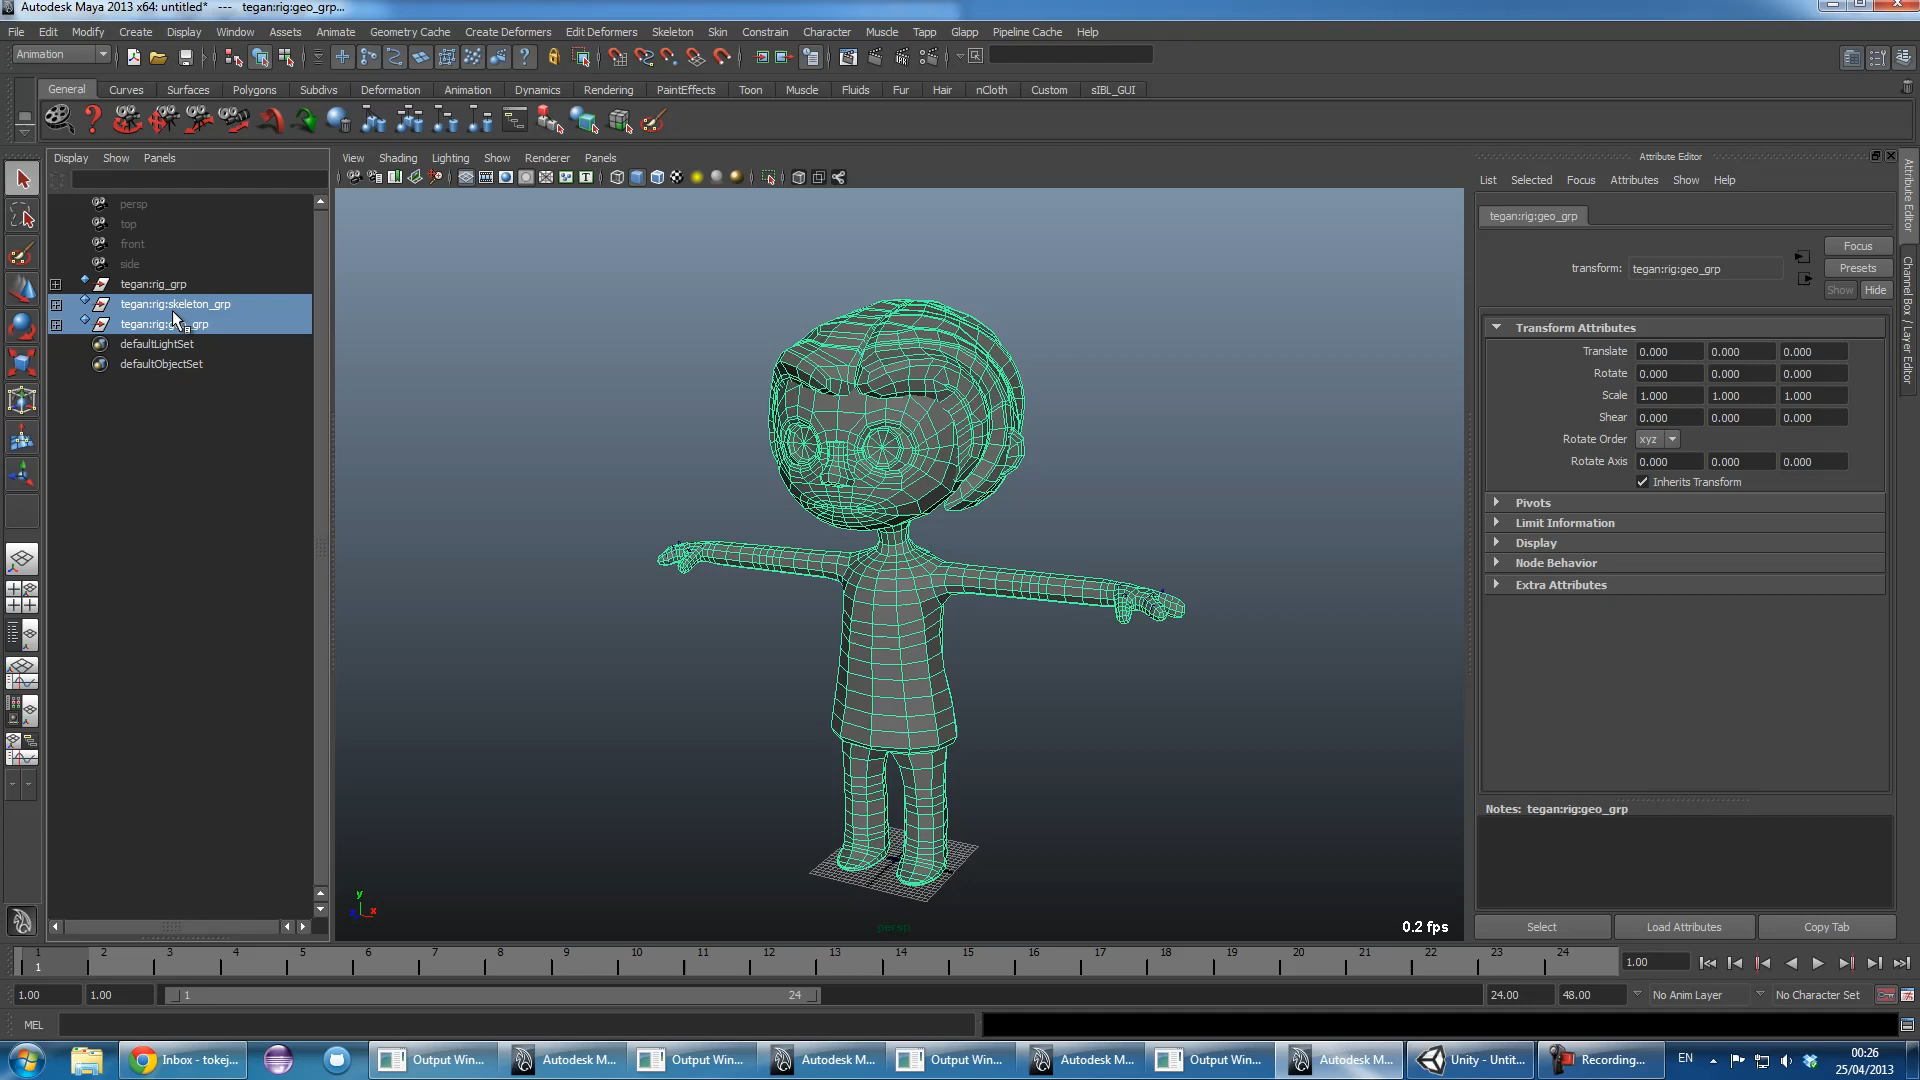 Autodesk Maya 2013 x64: untitled* --- tegan:rig:geo_grp...
File Edit Modify Create Display Window Assets Animate Geometry Cache Create Deformers Edit Deformers Skeleton Skin Constrain Character Muscle Tapp Glapp Pipeline Cache Help
Animation
General Curves Surfaces Polygons Subdivs Deformation Animation Dynamics Rendering PaintEffects Toon Muscle Fluids Fur Hair nCloth Custom sIBL_GUI
Display Show Panels
View Shading Lighting Show Renderer Panels
persp
top
front
side
tegan:rig_grp
tegan:rig:skeleton_grp
defaultLightSet
defaultObjectSet
persp
0.2 fps
Attribute Editor
List Selected Focus Attributes Show Help
tegan:rig:geo_grp
Focus
transform: tegan:rig:geo_grp
Presets
Show Hide
Transform Attributes
Translate 0.000 0.000 0.000
Rotate 0.000 0.000 0.000
Scale 1.000 1.000 1.000
Shear 0.000 0.000 0.000
Rotate Order xyz
Rotate Axis 0.000 0.000 0.000
Inherits Transform
Pivots
Limit Information
Display
Node Behavior
Extra Attributes
Notes: tegan:rig:geo_grp
Select Load Attributes Copy Tab
Attribute Editor
Channel Box / Layer Editor
y
x
1 2 3 4 5 6 7 8 9 10 11 12 13 14 15 16 17 18 19 20 21 22 23 24
1
1.00
1.00 1.00 1 24 24.00 48.00 No Anim Layer No Character Set
MEL
Inbox - tokej... Output Win... Autodesk M... Output Win... Autodesk M... Output Win... Autodesk M... Output Win... Autodesk M... Unity - Untit... Recording... EN
00:26
25/04/2013